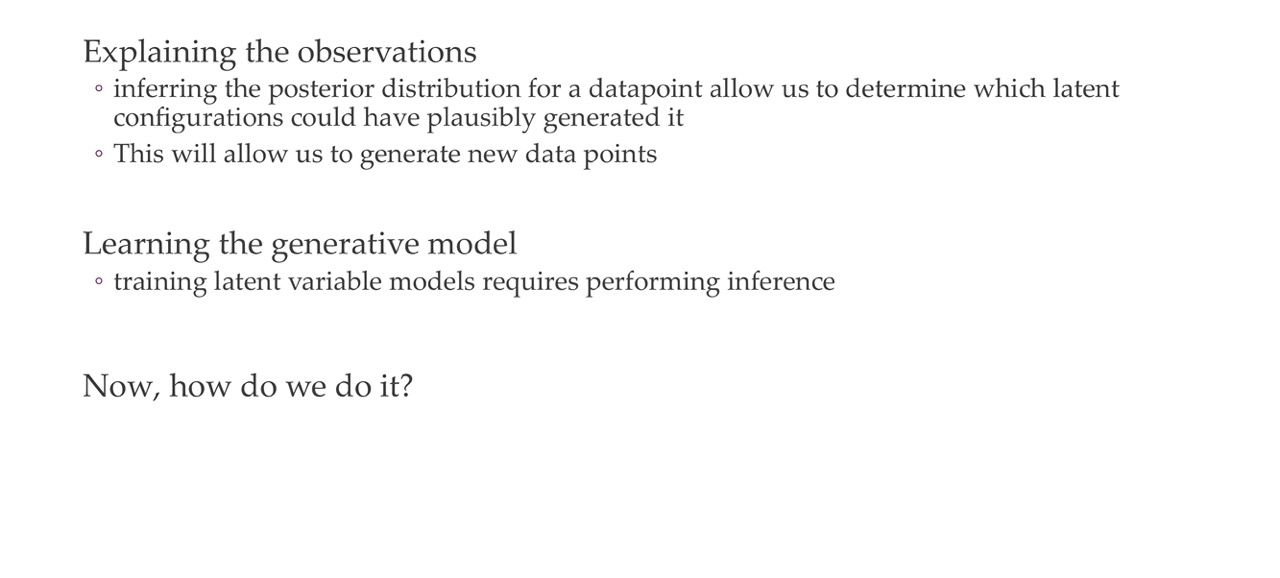 Explaining the observations
◦ inferring the posterior distribution for a datapoint allow us to determine which latent
configurations could have plausibly generated it
◦ This will allow us to generate new data points
Learning the generative model
◦ training latent variable models requires performing inference
Now, how do we do it?